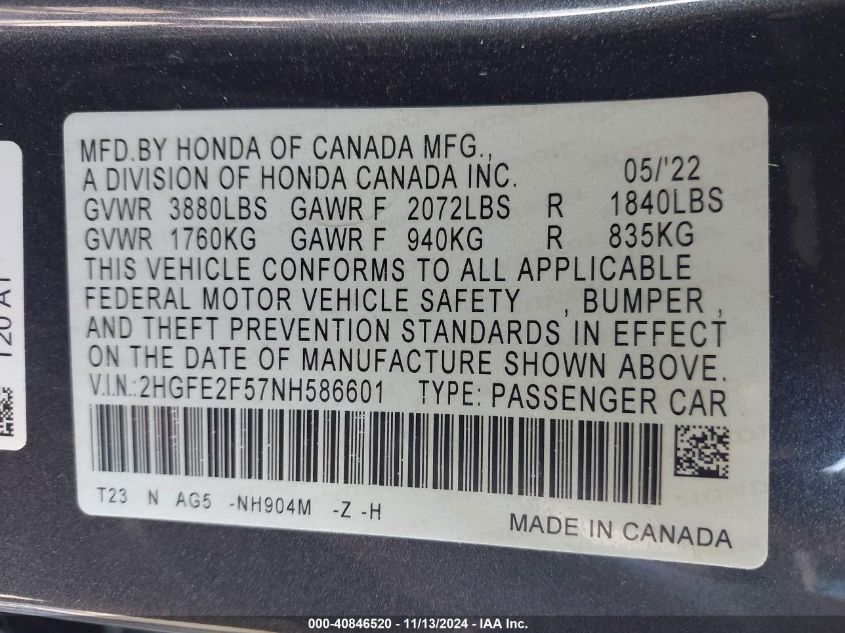 MFD.BY HONDA OF CANADA MFG.,
A DIVISION OF HONDA CANADA INC. 05/'22
GVWR 3880LBS GAWR F 2072LBS R 1840LBS
GVWR 1760KG GAWR F 940KG R 835KG
THIS VEHICLE CONFORMS TO ALL APPLICABLE
FEDERAL MOTOR VEHICLE SAFETY , BUMPER ,
AND THEFT PREVENTION STANDARDS IN EFFECT
ON THE DATE OF MANUFACTURE SHOWN ABOVE.
V.I.N.:2HGFE2F57NH586601 TYPE: PASSENGER CAR
T23 N AG5 -NH904M -Z -H
MADE IN CANADA
000-40846520 - 11/13/2024 - IAA Inc.